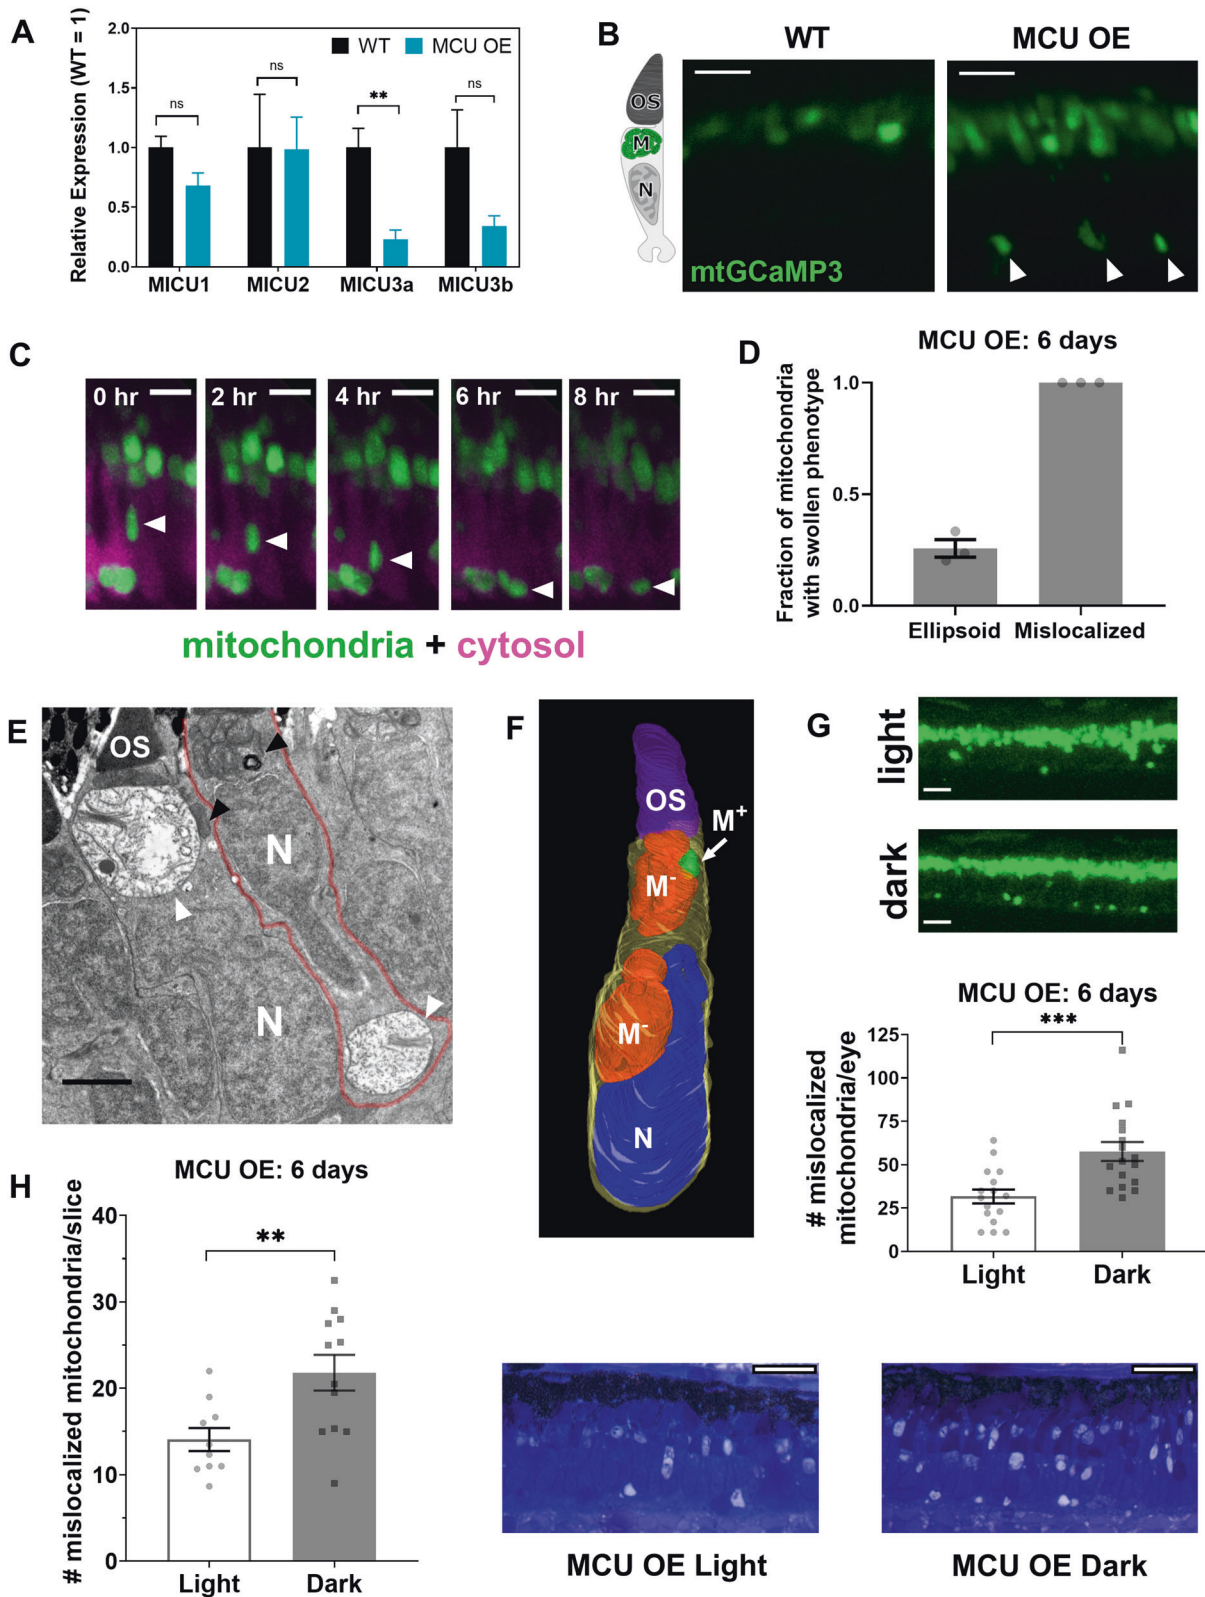 A
Relative Expression (WT = 1)
2.0
1.5
1.0
0.5
0.0
WT
MCU OE
ns
ns
**
ns
MICU1
MICU2
MICU3a
MICU3b
B
WT
MCU OE
OS
M
N
mtGCaMP3
C
0 hr
2 hr
4 hr
6 hr
8 hr
mitochondria + cytosol
D
MCU OE: 6 days
Fraction of mitochondria
with swollen phenotype
1.0
0.5
0.0
Ellipsoid
Mislocalized
E
OS
N
N
F
OS
M+
M-
M-
N
G
light
dark
MCU OE: 6 days
***
# mislocalized
mitochondria/eye
125
100
75
50
25
0
Light
Dark
H
MCU OE: 6 days
**
# mislocalized mitochondria/slice
40
30
20
10
0
Light
Dark
MCU OE Light
MCU OE Dark